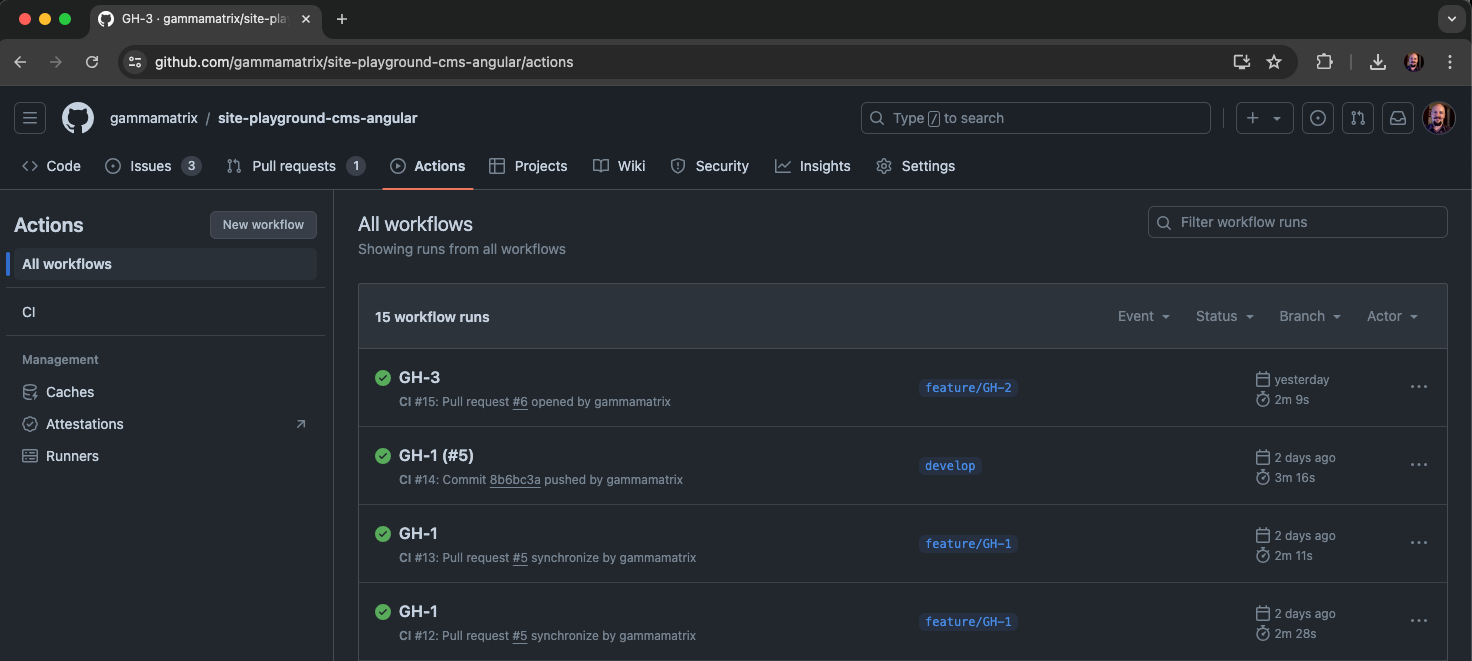 GH-3 · gammamatrix/site-pla
github.com/gammamatrix/site-playground-cms-angular/actions
gammamatrix / site-playground-cms-angular
Type / to search
Code Issues 3 Pull requests 1 Actions Projects Wiki Security Insights Settings
Actions
New workflow
All workflows
CI
Management
Caches
Attestations
Runners
All workflows
Showing runs from all workflows
Filter workflow runs
15 workflow runs
Event Status Branch Actor
GH-3
CI #15: Pull request #6 opened by gammamatrix
feature/GH-2
yesterday
2m 9s
GH-1 (#5)
CI #14: Commit 8b6bc3a pushed by gammamatrix
develop
2 days ago
3m 16s
GH-1
CI #13: Pull request #5 synchronize by gammamatrix
feature/GH-1
2 days ago
2m 11s
GH-1
CI #12: Pull request #5 synchronize by gammamatrix
feature/GH-1
2 days ago
2m 28s